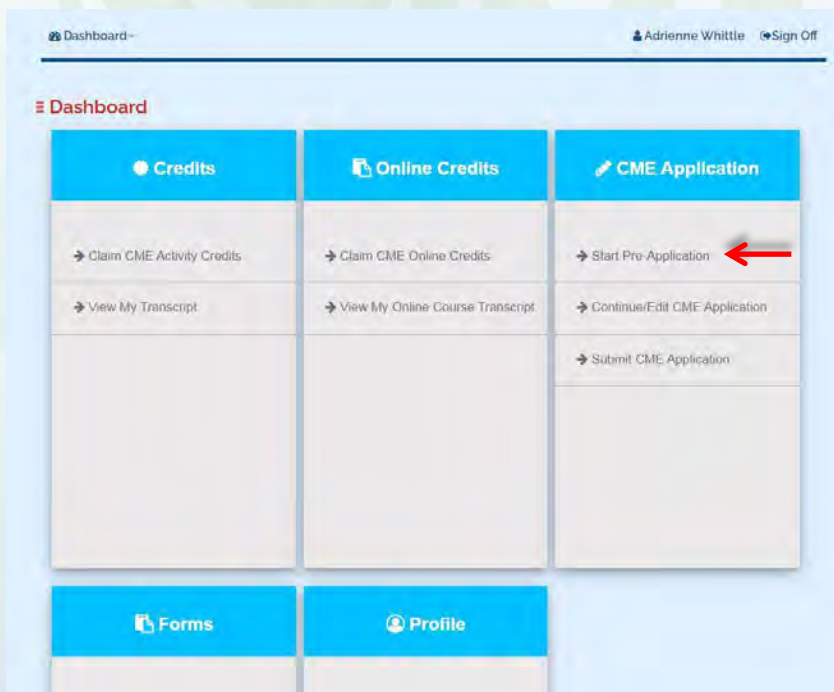 Dashboard
Adrienne Whittle Sign Off
Dashboard
Credits
Claim CME Activity Credits
View My Transcript
Online Credits
Claim CME Online Credits
View My Online Course Transcript
CME Application
Start Pre-Application
Continue/Edit CME Application
Submit CME Application
Forms
Profile